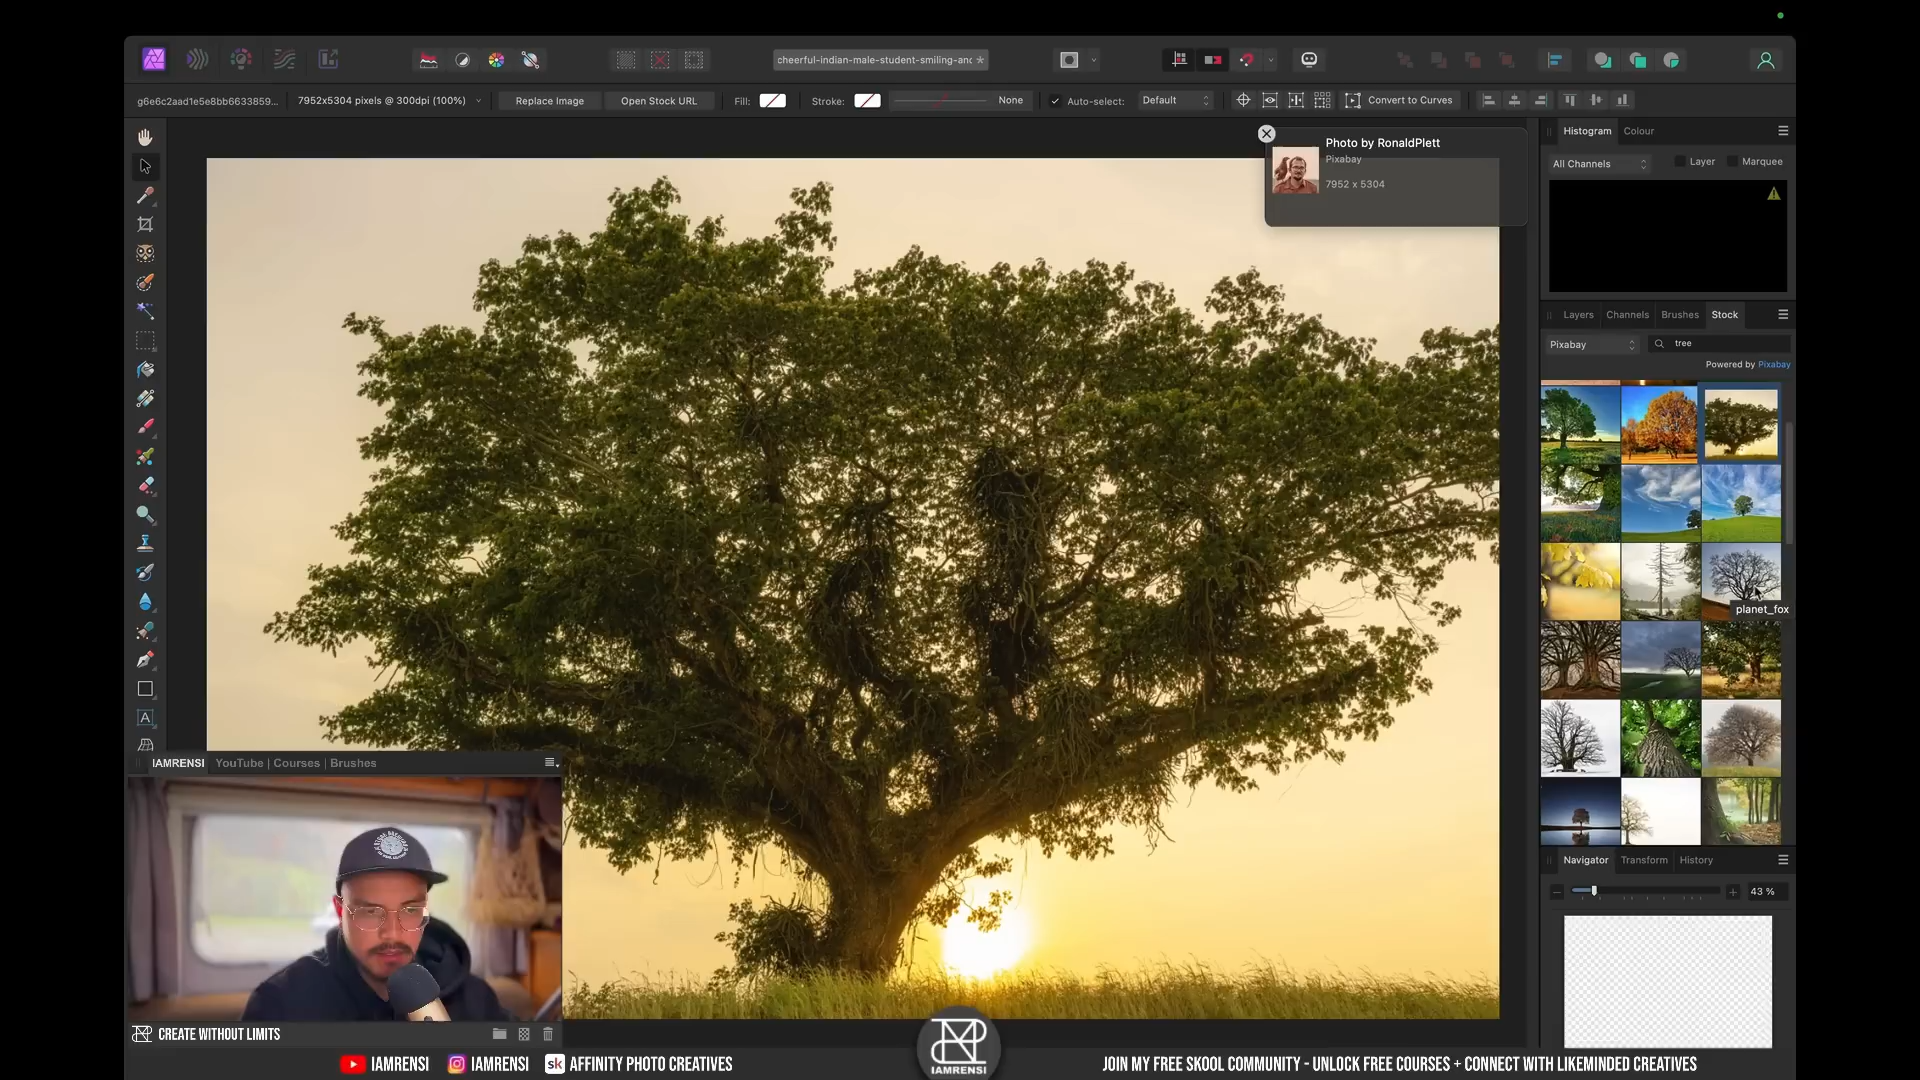 cheerful-indian-male-student-smiling-anc *
g6e6c2aad1e5e8bb6633859...
7952x5304 pixels @ 300dpi (100%)
Replace Image
Open Stock URL
Fill:
Stroke:
None
Auto-select:
Default
Convert to Curves
Photo by RonaldPlett
Pixabay
7952 x 5304
Histogram
Colour
All Channels
Layer
Marquee
Layers
Channels
Brushes
Stock
Pixabay
tree
Powered by Pixabay
planet_fox
Navigator
Transform
History
43 %
IAMRENSI
YouTube | Courses | Brushes
CREATE WITHOUT LIMITS
IAMRENSI
IAMRENSI
sk AFFINITY PHOTO CREATIVES
IAMRENSI
JOIN MY FREE SKOOL COMMUNITY - UNLOCK FREE COURSES + CONNECT WITH LIKEMINDED CREATIVES